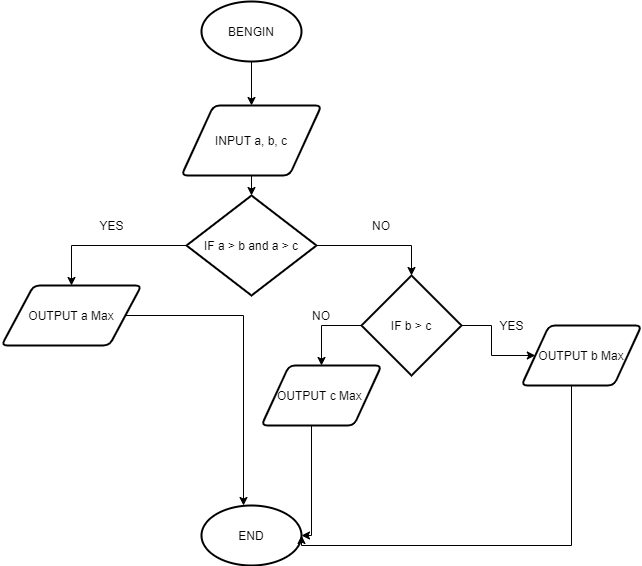 BENGIN
INPUT a, b, c
YES
NO
IF a > b and a > c
OUTPUT a Max
NO
IF b > c
YES
OUTPUT b Max
OUTPUT c Max
END